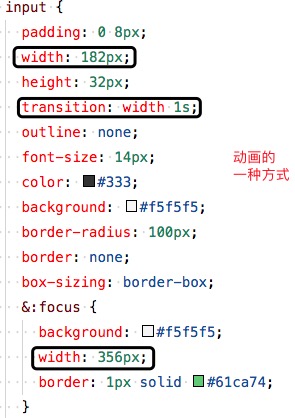 input {
padding: 0 8px;
width: 182px;
height: 32px;
transition: width 1s;
outline: none;
font-size: 14px;
动画的
一种方式
color: #333;
background: #f5f5f5;
border-radius: 100px;
border: none;
box-sizing: border-box;
&:focus {
background: #f5f5f5;
width: 356px;
border: 1px solid #61ca74;
}